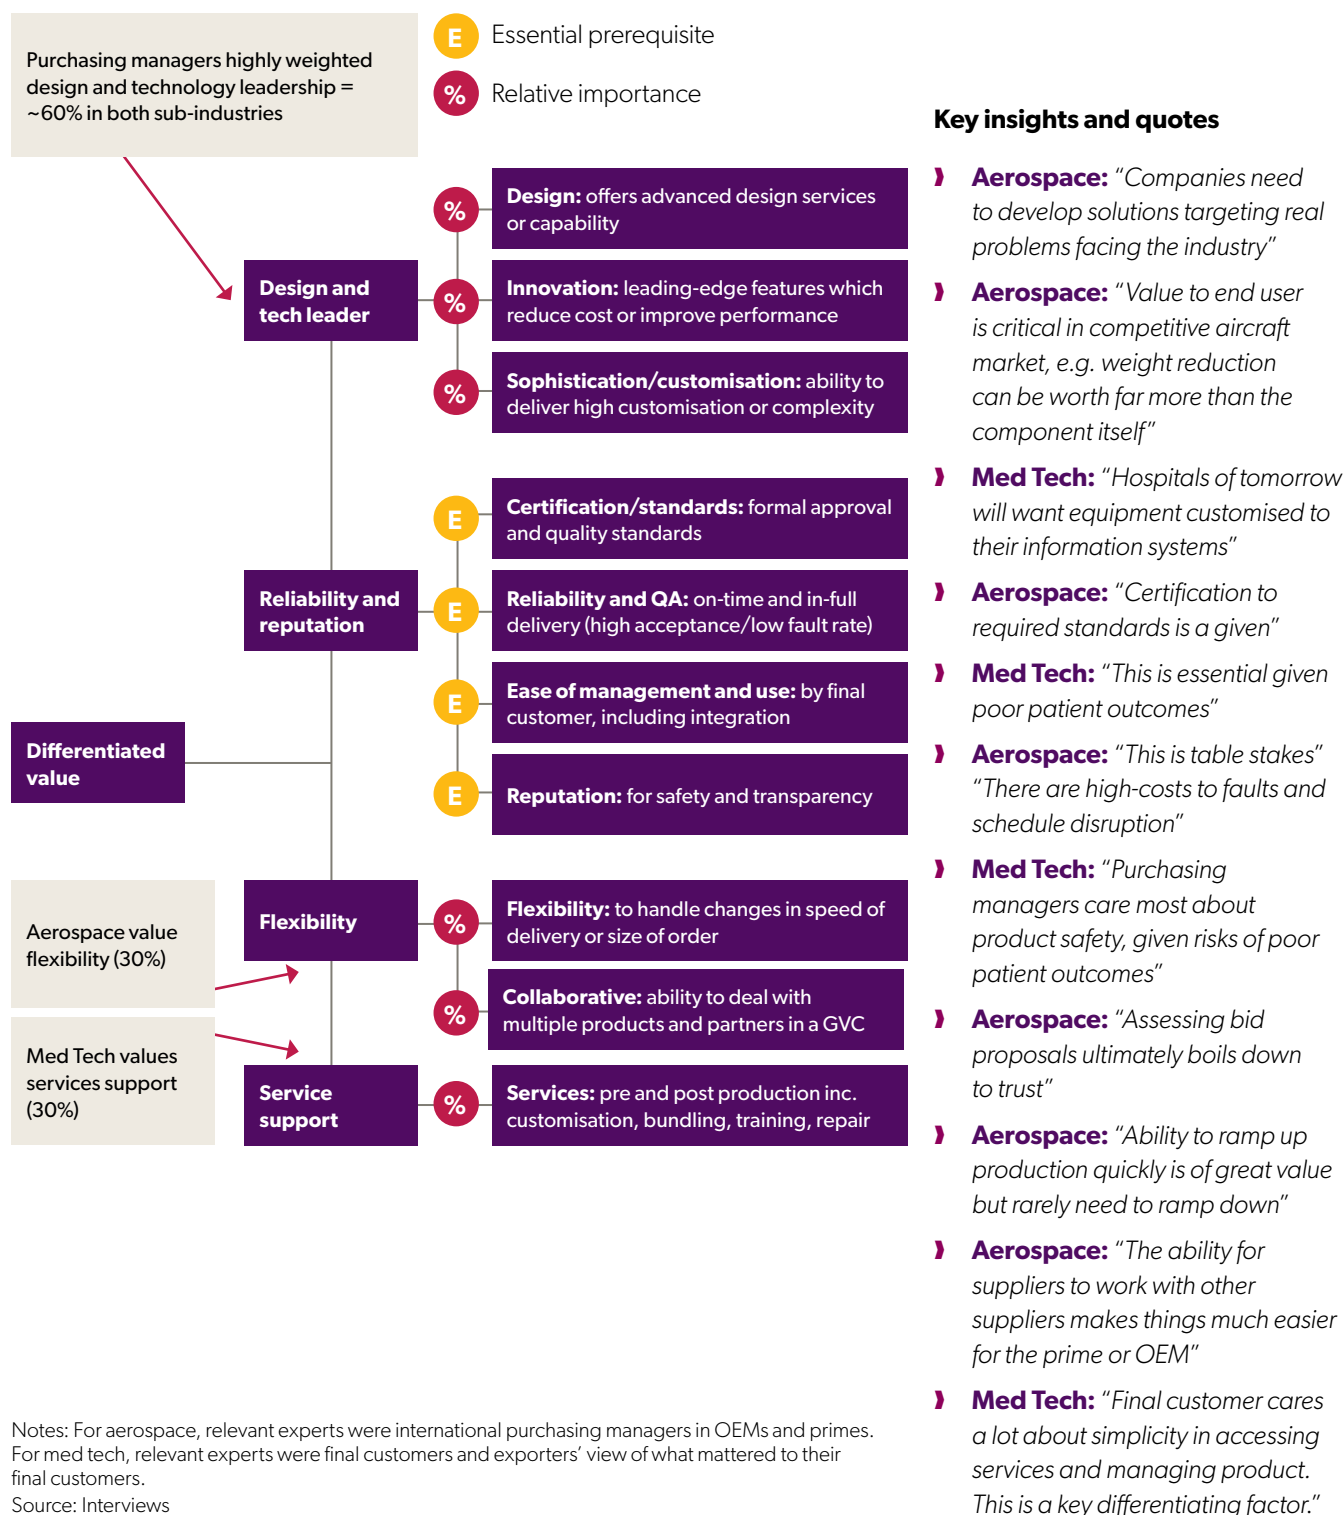 Purchasing managers highly weighted
design and technology leadership =
~60% in both sub-industries
E Essential prerequisite
% Relative importance
Differentiated
value
Design and
tech leader
% Design: offers advanced design services
or capability
% Innovation: leading-edge features which
reduce cost or improve performance
% Sophistication/customisation: ability to
deliver high customisation or complexity
Reliability and
reputation
E Certification/standards: formal approval
and quality standards
E Reliability and QA: on-time and in-full
delivery (high acceptance/low fault rate)
E Ease of management and use: by final
customer, including integration
E Reputation: for safety and transparency
Aerospace value
flexibility (30%)
Flexibility
% Flexibility: to handle changes in speed of
delivery or size of order
% Collaborative: ability to deal with
multiple products and partners in a GVC
Med Tech values
services support
(30%)
Service
support
% Services: pre and post production inc.
customisation, bundling, training, repair
Key insights and quotes
Aerospace: “Companies need
to develop solutions targeting real
problems facing the industry”
Aerospace: “Value to end user
is critical in competitive aircraft
market, e.g. weight reduction
can be worth far more than the
component itself”
Med Tech: “Hospitals of tomorrow
will want equipment customised to
their information systems”
Aerospace: “Certification to
required standards is a given”
Med Tech: “This is essential given
poor patient outcomes”
Aerospace: “This is table stakes”
“There are high-costs to faults and
schedule disruption”
Med Tech: “Purchasing
managers care most about
product safety, given risks of poor
patient outcomes”
Aerospace: “Assessing bid
proposals ultimately boils down
to trust”
Aerospace: “Ability to ramp up
production quickly is of great value
but rarely need to ramp down”
Aerospace: “The ability for
suppliers to work with other
suppliers makes things much easier
for the prime or OEM”
Med Tech: “Final customer cares
a lot about simplicity in accessing
services and managing product.
This is a key differentiating factor.”
Notes: For aerospace, relevant experts were international purchasing managers in OEMs and primes.
For med tech, relevant experts were final customers and exporters’ view of what mattered to their
final customers.
Source: Interviews